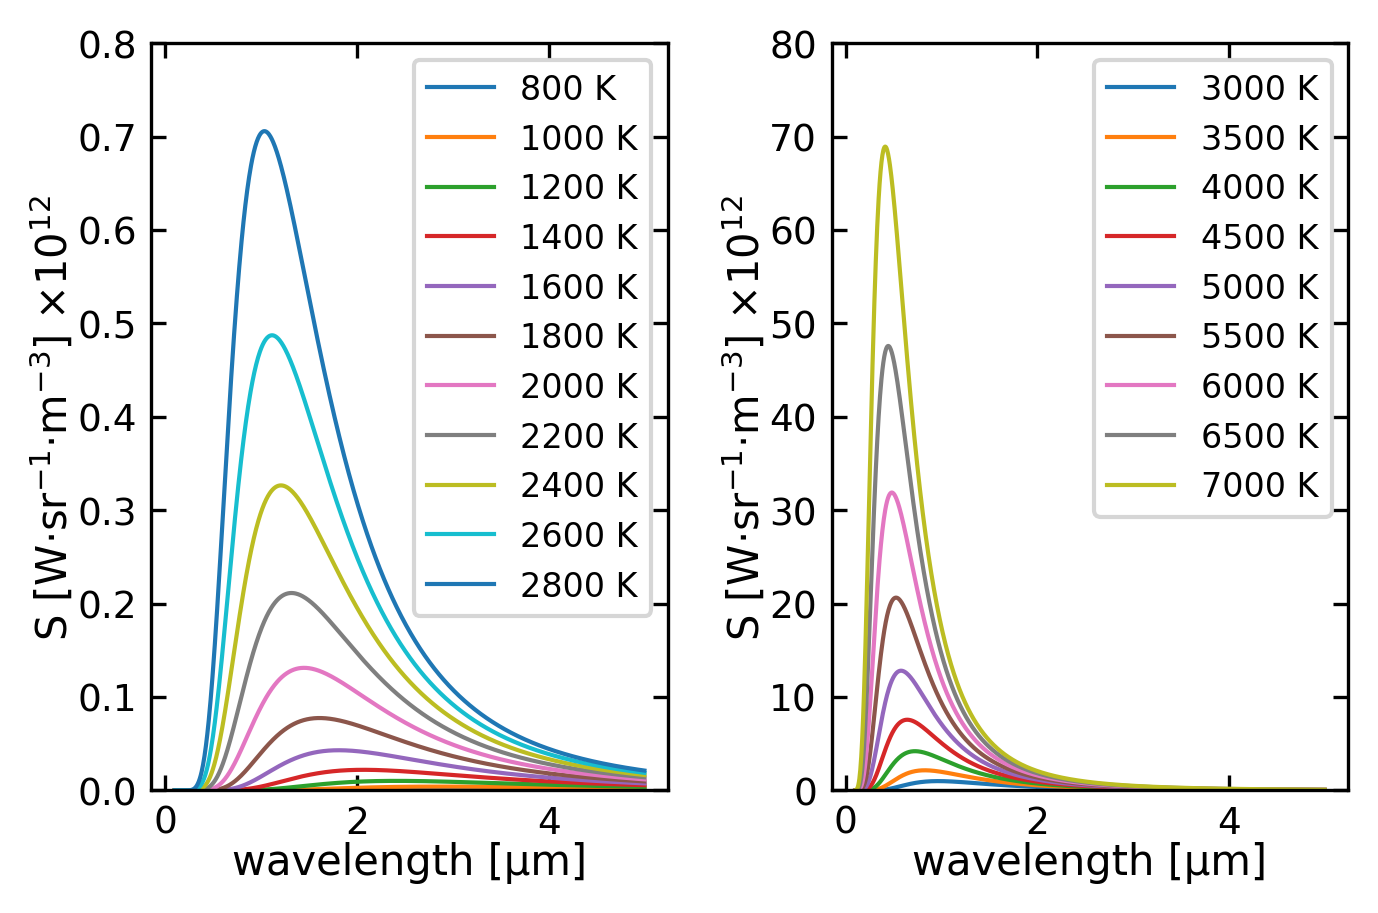 0.8
0.7
0.6
0.5
0.4
0.3
0.2
0.1
0.0
0 2 4
wavelength [µm]
S [W·sr⁻¹·m⁻³] ×10¹²
800 K
1000 K
1200 K
1400 K
1600 K
1800 K
2000 K
2200 K
2400 K
2600 K
2800 K
80
70
60
50
40
30
20
10
0
0 2 4
wavelength [µm]
S [W·sr⁻¹·m⁻³] ×10¹²
3000 K
3500 K
4000 K
4500 K
5000 K
5500 K
6000 K
6500 K
7000 K